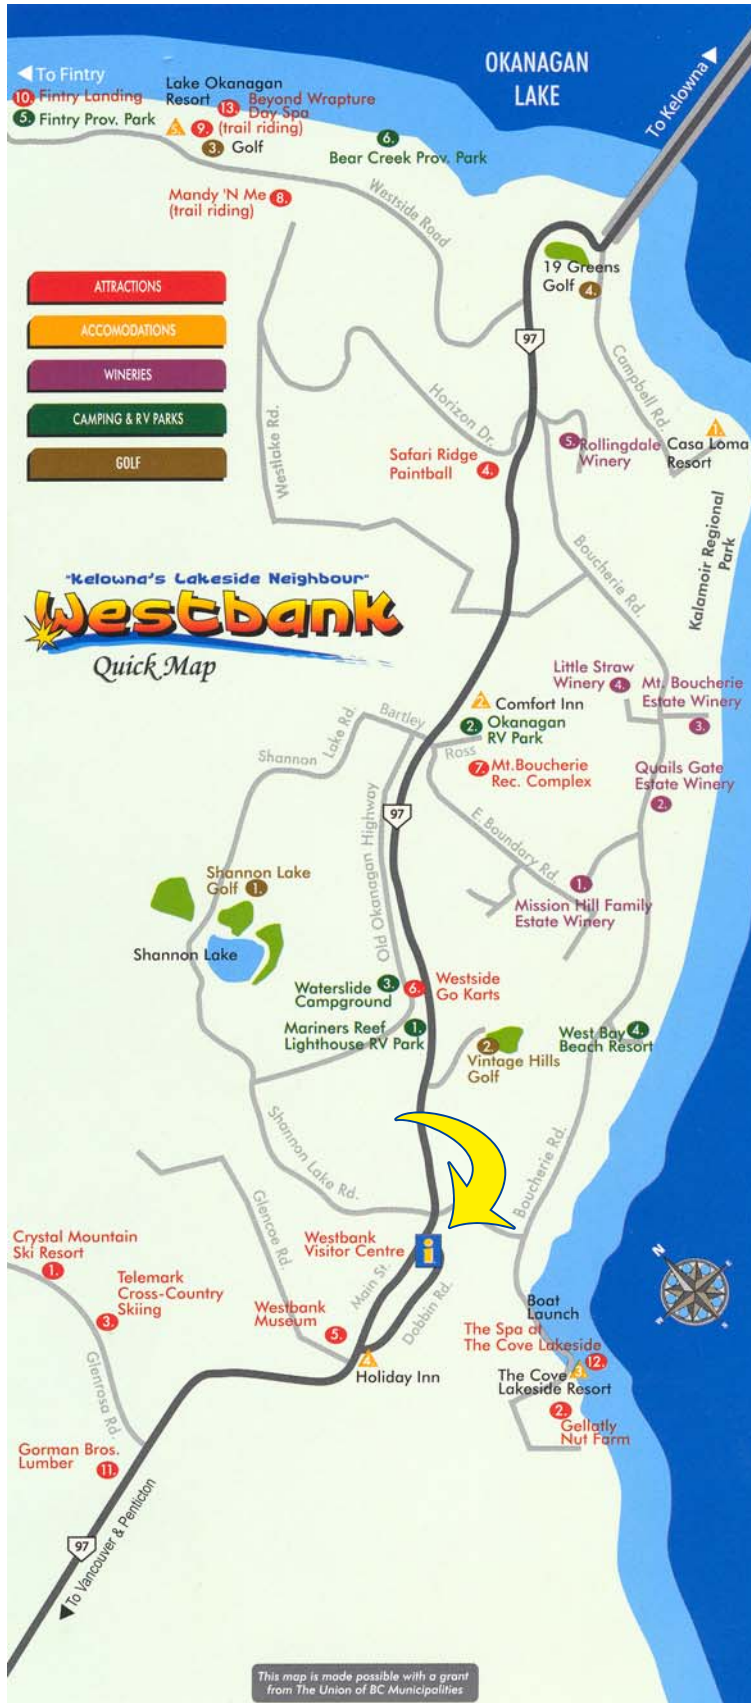 To Fintry
10. Fintry Landing
5. Fintry Prov. Park
Lake Okanagan
Resort
5.
13. Beyond Wrapture
Day Spa
9. (trail riding)
3. Golf
6.
Bear Creek Prov. Park
OKANAGAN
LAKE
To Kelowna
Mandy 'N Me 8.
(trail riding)
Westside Road
19 Greens
Golf 4.
ATTRACTIONS
ACCOMODATIONS
WINERIES
CAMPING & RV PARKS
GOLF
97
Campbell Rd.
Horizon Dr.
Westlake Rd.
1.
Casa Loma
Resort
5. Rollingdale
Winery
Safari Ridge
Paintball 4.
Kalamoir Regional
Park
Boucherie Rd.
"Kelowna's Lakeside Neighbour"
Westbank
Quick Map
Little Straw
Winery 4.
Mt. Boucherie
Estate Winery
3.
2. Comfort Inn
2. Okanagan
RV Park
Bartley
Ross
Shannon Lake Rd.
7. Mt.Boucherie
Rec. Complex
Quails Gate
Estate Winery
2.
97
Old Okanagan Highway
E. Boundary Rd.
Shannon Lake
Golf 1.
1.
Mission Hill Family
Estate Winery
Shannon Lake
Waterslide 3.
Campground
6. Westside
Go Karts
Mariners Reef 1.
Lighthouse RV Park
2.
Vintage Hills
Golf
West Bay 4.
Beach Resort
Shannon Lake Rd.
Boucherie Rd.
Glencoe Rd.
Westbank
Visitor Centre
i
Main St.
Dobbin Rd.
Crystal Mountain
Ski Resort
1.
Telemark
Cross-Country
Skiing
3.
Westbank
Museum 5.
N
Boat
Launch
The Spa at
The Cove Lakeside
12.
The Cove 3.
Lakeside Resort
4.
Holiday Inn
2.
Gellatly
Nut Farm
Glenrosa Rd.
Gorman Bros.
Lumber 11.
97
To Vancouver & Penticton
This map is made possible with a grant
from The Union of BC Municipalities